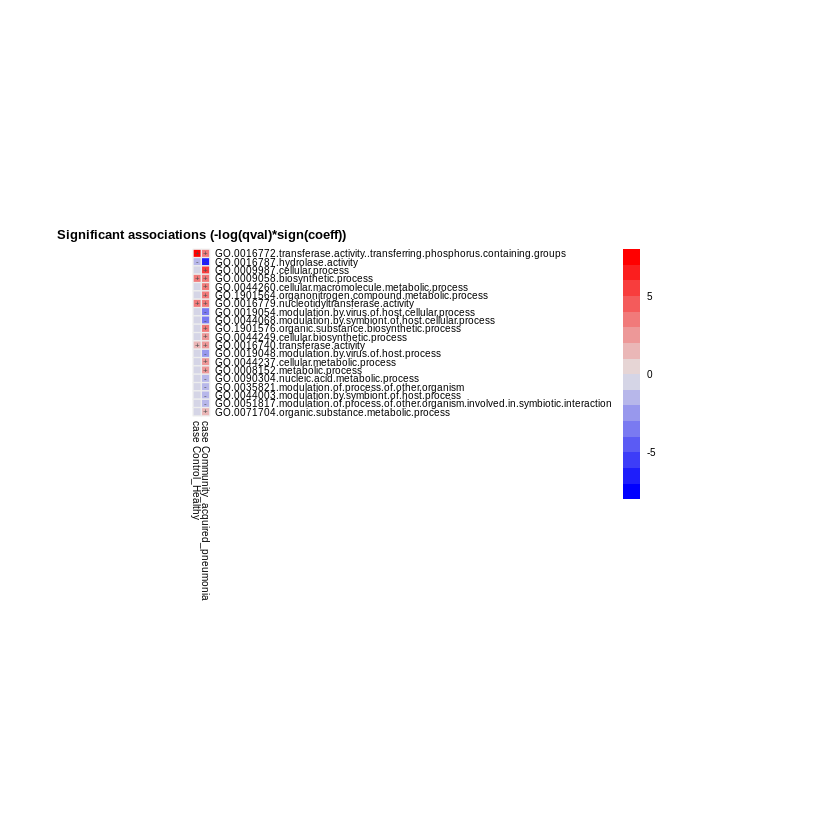 Significant associations (-log(qval)*sign(coeff))
GO.0016772.transferase.activity..transferring.phosphorus.containing.groups
GO.0016787.hydrolase.activity
GO.0009987.cellular.process
GO.0009058.biosynthetic.process
GO.0044260.cellular.macromolecule.metabolic.process
GO.1901564.organonitrogen.compound.metabolic.process
GO.0016779.nucleotidyltransferase.activity
GO.0019054.modulation.by.virus.of.host.cellular.process
GO.0044068.modulation.by.symbiont.of.host.cellular.process
GO.1901576.organic.substance.biosynthetic.process
GO.0044249.cellular.biosynthetic.process
GO.0016740.transferase.activity
GO.0019048.modulation.by.virus.of.host.process
GO.0044237.cellular.metabolic.process
GO.0008152.metabolic.process
GO.0090304.nucleic.acid.metabolic.process
GO.0035821.modulation.of.process.of.other.organism
GO.0044003.modulation.by.symbiont.of.host.process
GO.0051817.modulation.of.process.of.other.organism.involved.in.symbiotic.interaction
GO.0071704.organic.substance.metabolic.process
case Control_Healthy
case Community_acquired_pneumonia
5
0
-5